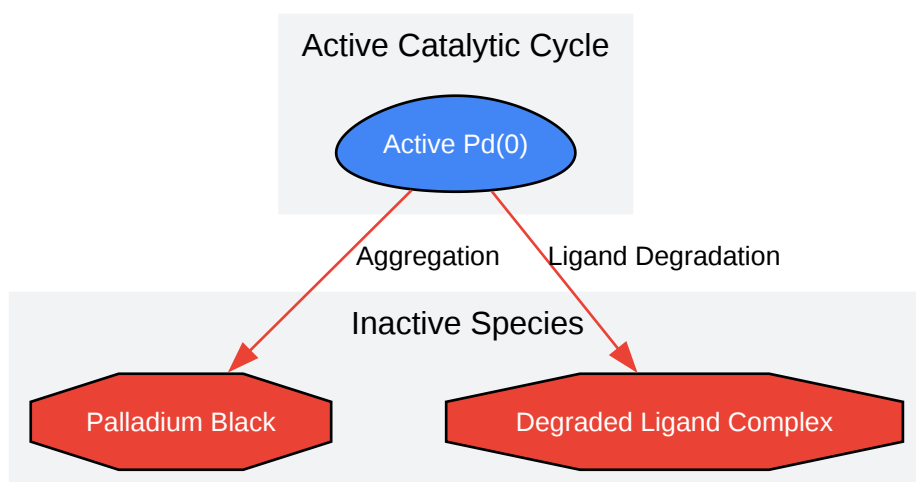 Active Catalytic Cycle
Active Pd(0)
Aggregation
Ligand Degradation
Inactive Species
Palladium Black
Degraded Ligand Complex